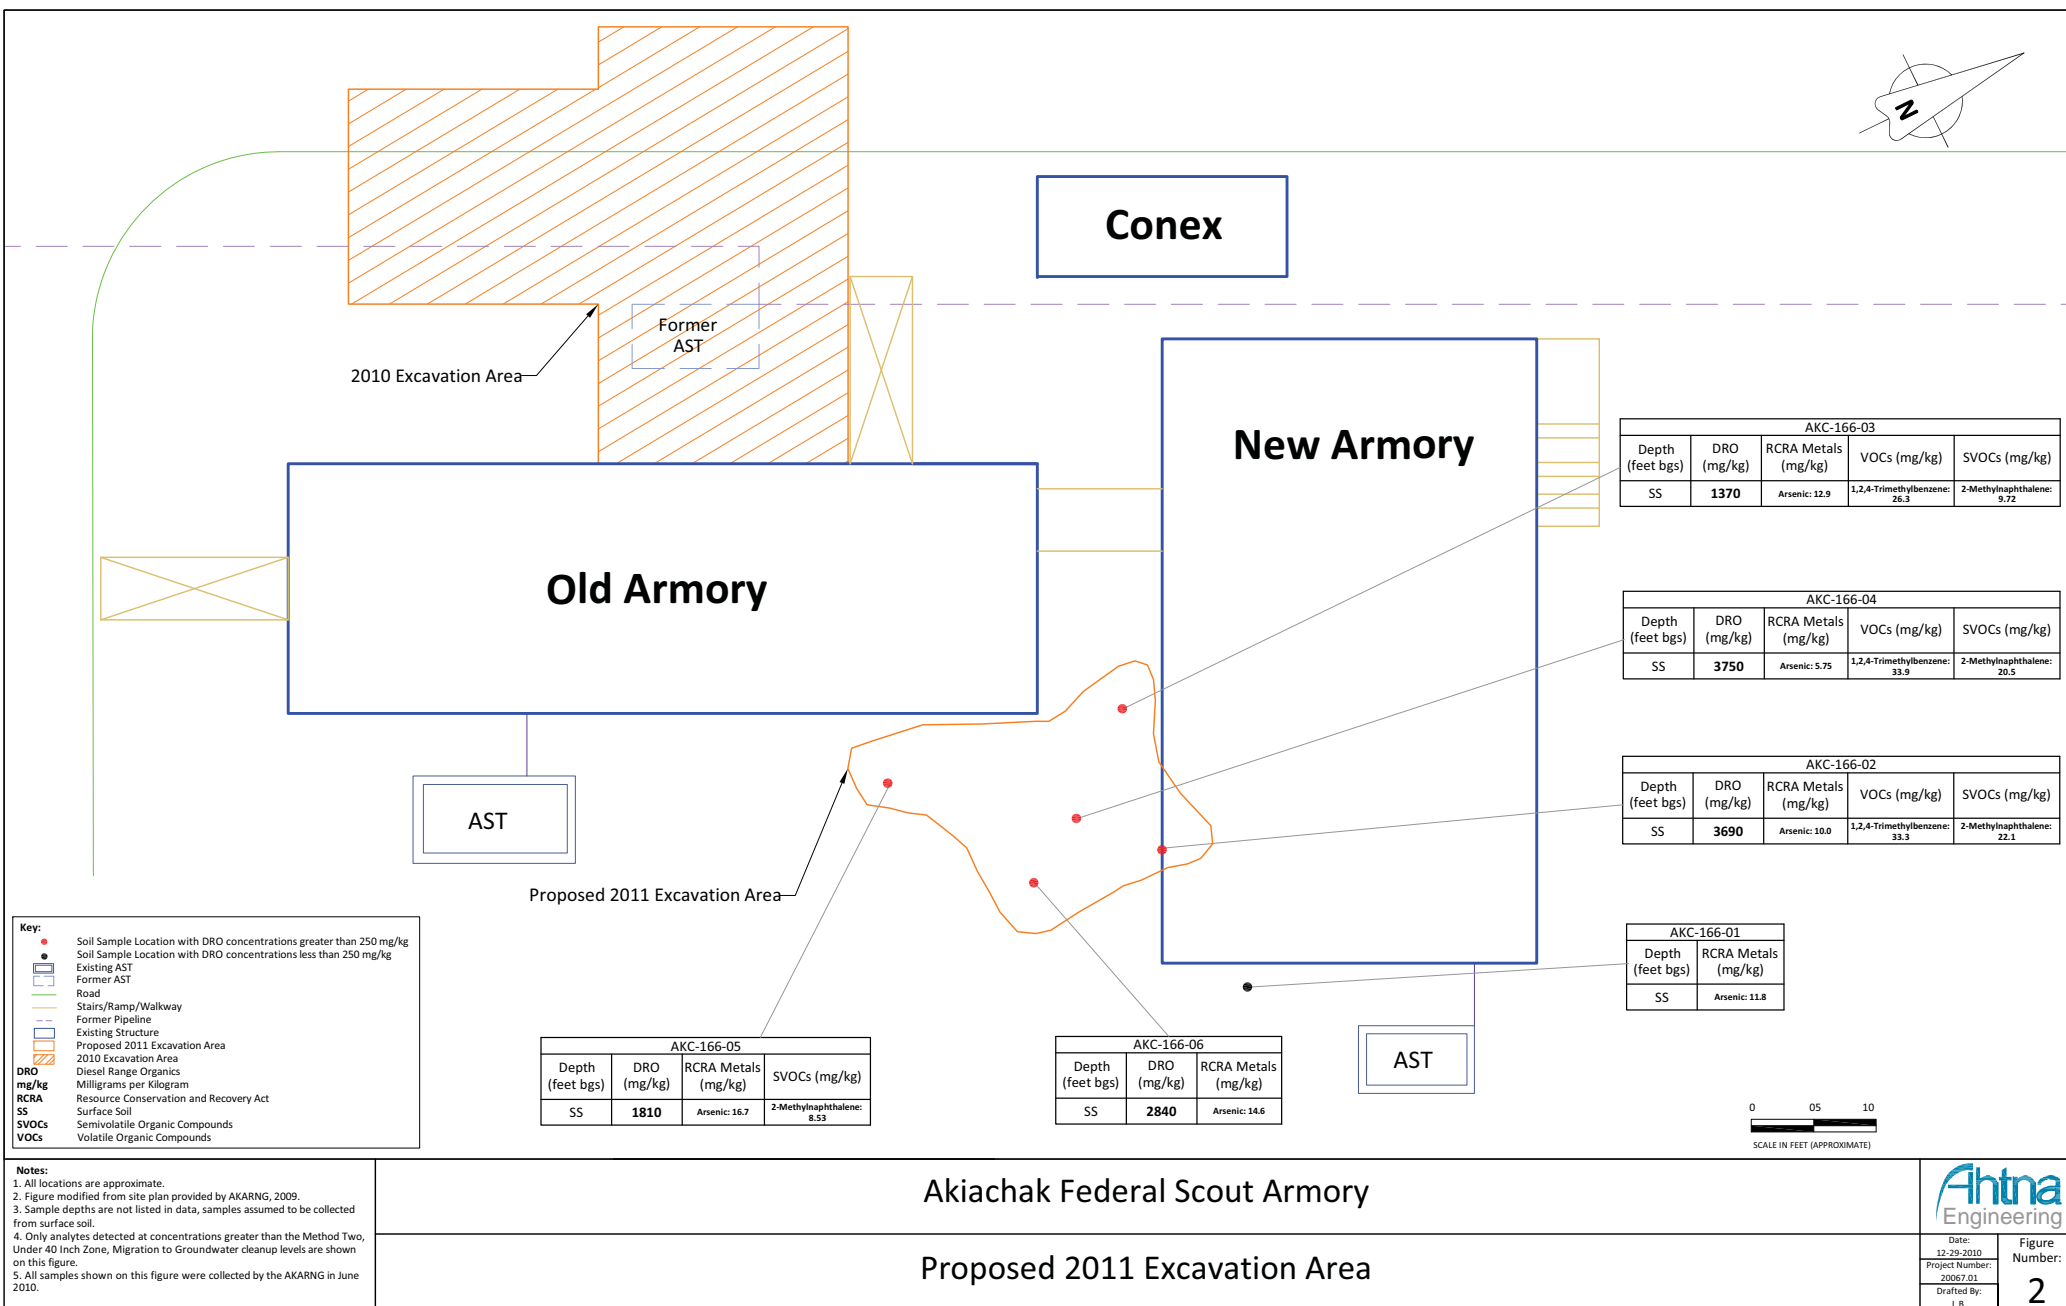 N
Conex
Former
AST
2010 Excavation Area
New Armory
Old Armory
AKC-166-03
Depth (feet bgs) DRO (mg/kg) RCRA Metals (mg/kg) VOCs (mg/kg) SVOCs (mg/kg)
SS 1370 Arsenic: 12.9 1,2,4-Trimethylbenzene: 26.3 2-Methylnaphthalene: 9.72
AKC-166-04
Depth (feet bgs) DRO (mg/kg) RCRA Metals (mg/kg) VOCs (mg/kg) SVOCs (mg/kg)
SS 3750 Arsenic: 5.75 1,2,4-Trimethylbenzene: 33.9 2-Methylnaphthalene: 20.5
AKC-166-02
Depth (feet bgs) DRO (mg/kg) RCRA Metals (mg/kg) VOCs (mg/kg) SVOCs (mg/kg)
SS 3690 Arsenic: 10.0 1,2,4-Trimethylbenzene: 33.3 2-Methylnaphthalene: 22.1
AST
Proposed 2011 Excavation Area
AKC-166-01
Depth (feet bgs) RCRA Metals (mg/kg)
SS Arsenic: 11.8
AKC-166-05
Depth (feet bgs) DRO (mg/kg) RCRA Metals (mg/kg) SVOCs (mg/kg)
SS 1810 Arsenic: 16.7 2-Methylnaphthalene: 8.53
AKC-166-06
Depth (feet bgs) DRO (mg/kg) RCRA Metals (mg/kg)
SS 2840 Arsenic: 14.6
AST
0 05 10
SCALE IN FEET (APPROXIMATE)
Key:
Soil Sample Location with DRO concentrations greater than 250 mg/kg
Soil Sample Location with DRO concentrations less than 250 mg/kg
Existing AST
Former AST
Road
Stairs/Ramp/Walkway
Former Pipeline
Existing Structure
Proposed 2011 Excavation Area
2010 Excavation Area
DRO Diesel Range Organics
mg/kg Milligrams per Kilogram
RCRA Resource Conservation and Recovery Act
SS Surface Soil
SVOCs Semivolatile Organic Compounds
VOCs Volatile Organic Compounds
Notes:
1. All locations are approximate.
2. Figure modified from site plan provided by AKARNG, 2009.
3. Sample depths are not listed in data, samples assumed to be collected
from surface soil.
4. Only analytes detected at concentrations greater than the Method Two,
Under 40 Inch Zone, Migration to Groundwater cleanup levels are shown
on this figure.
5. All samples shown on this figure were collected by the AKARNG in June
2010.
Akiachak Federal Scout Armory
Proposed 2011 Excavation Area
Ahtna
Engineering
Date:
12-29-2010
Project Number:
20067.01
Drafted By:
L.B.
Figure
Number:
2